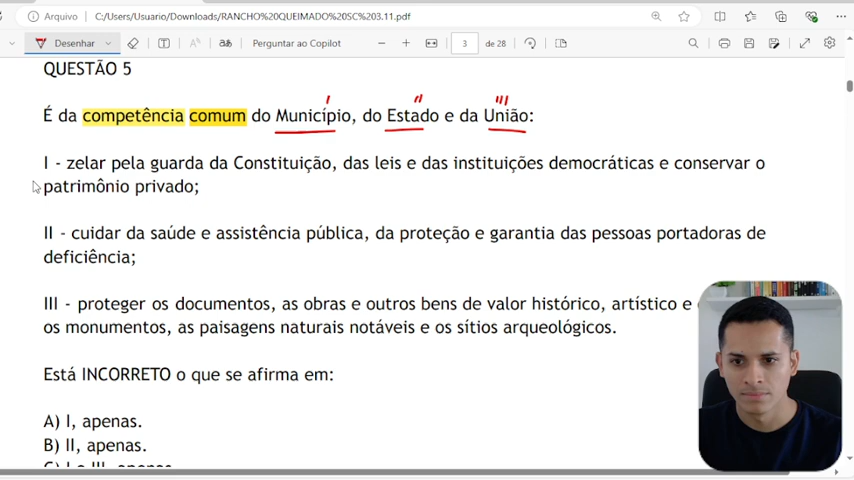 Arquivo C:/Users/Usuario/Downloads/RANCHO%20QUEIMADO%20SC%203.11.pdf
Desenhar Perguntar ao Copilot 3 de 28
QUESTÃO 5
I II III
É da competência comum do Município, do Estado e da União:
I - zelar pela guarda da Constituição, das leis e das instituições democráticas e conservar o
patrimônio privado;
II - cuidar da saúde e assistência pública, da proteção e garantia das pessoas portadoras de
deficiência;
III - proteger os documentos, as obras e outros bens de valor histórico, artístico e
os monumentos, as paisagens naturais notáveis e os sítios arqueológicos.
Está INCORRETO o que se afirma em:
A) I, apenas.
B) II, apenas.